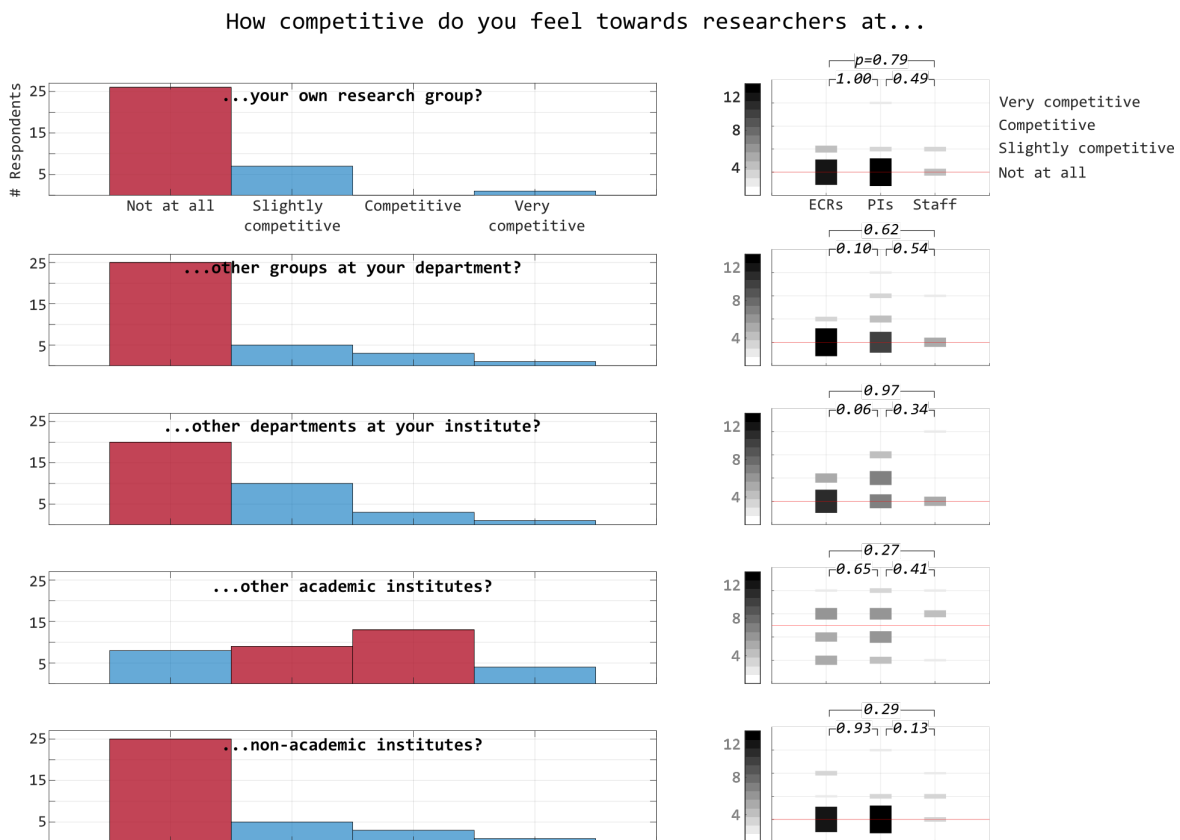 How competitive do you feel towards researchers at...
# Respondents
25
15
5
...your own research group?
Not at all
Slightly competitive
Competitive
Very competitive
12
8
4
p=0.79
1.00
0.49
ECRs
PIs
Staff
Very competitive
Competitive
Slightly competitive
Not at all
25
15
5
...other groups at your department?
12
8
4
0.62
0.10
0.54
25
15
5
...other departments at your institute?
12
8
4
0.97
0.06
0.34
25
15
5
...other academic institutes?
12
8
4
0.27
0.65
0.41
25
15
5
...non-academic institutes?
12
8
4
0.29
0.93
0.13